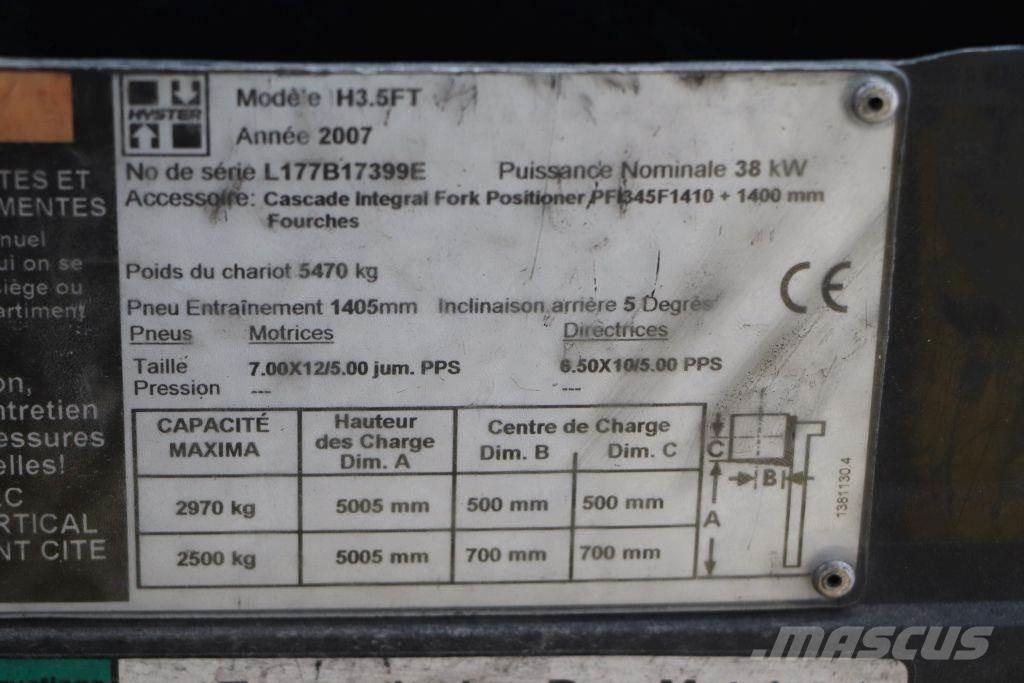 HYSTER
Modèle H3.5FT
Année 2007
No de série L177B17399E Puissance Nominale 38 kW
Accessoire: Cascade Integral Fork Positioner PFI345F1410 + 1400 mm
Fourches
Poids du chariot 5470 kg
CE
Pneu Entraînement 1405mm Inclinaison arrière 5 Degrés
Pneus Motrices Directrices
Taille 7.00X12/5.00 jum. PPS 6.50X10/5.00 PPS
Pression --- ---
CAPACITÉ MAXIMA Hauteur des Charge Dim. A Centre de Charge Dim. B Dim. C
2970 kg 5005 mm 500 mm 500 mm
2500 kg 5005 mm 700 mm 700 mm
C
B
A
1381130.4
TES ET
MENTES
nuel
ui on se
siège ou
partiment
on,
ntretien
essures
elles!
C
RTICAL
NT CITE
MASCUS